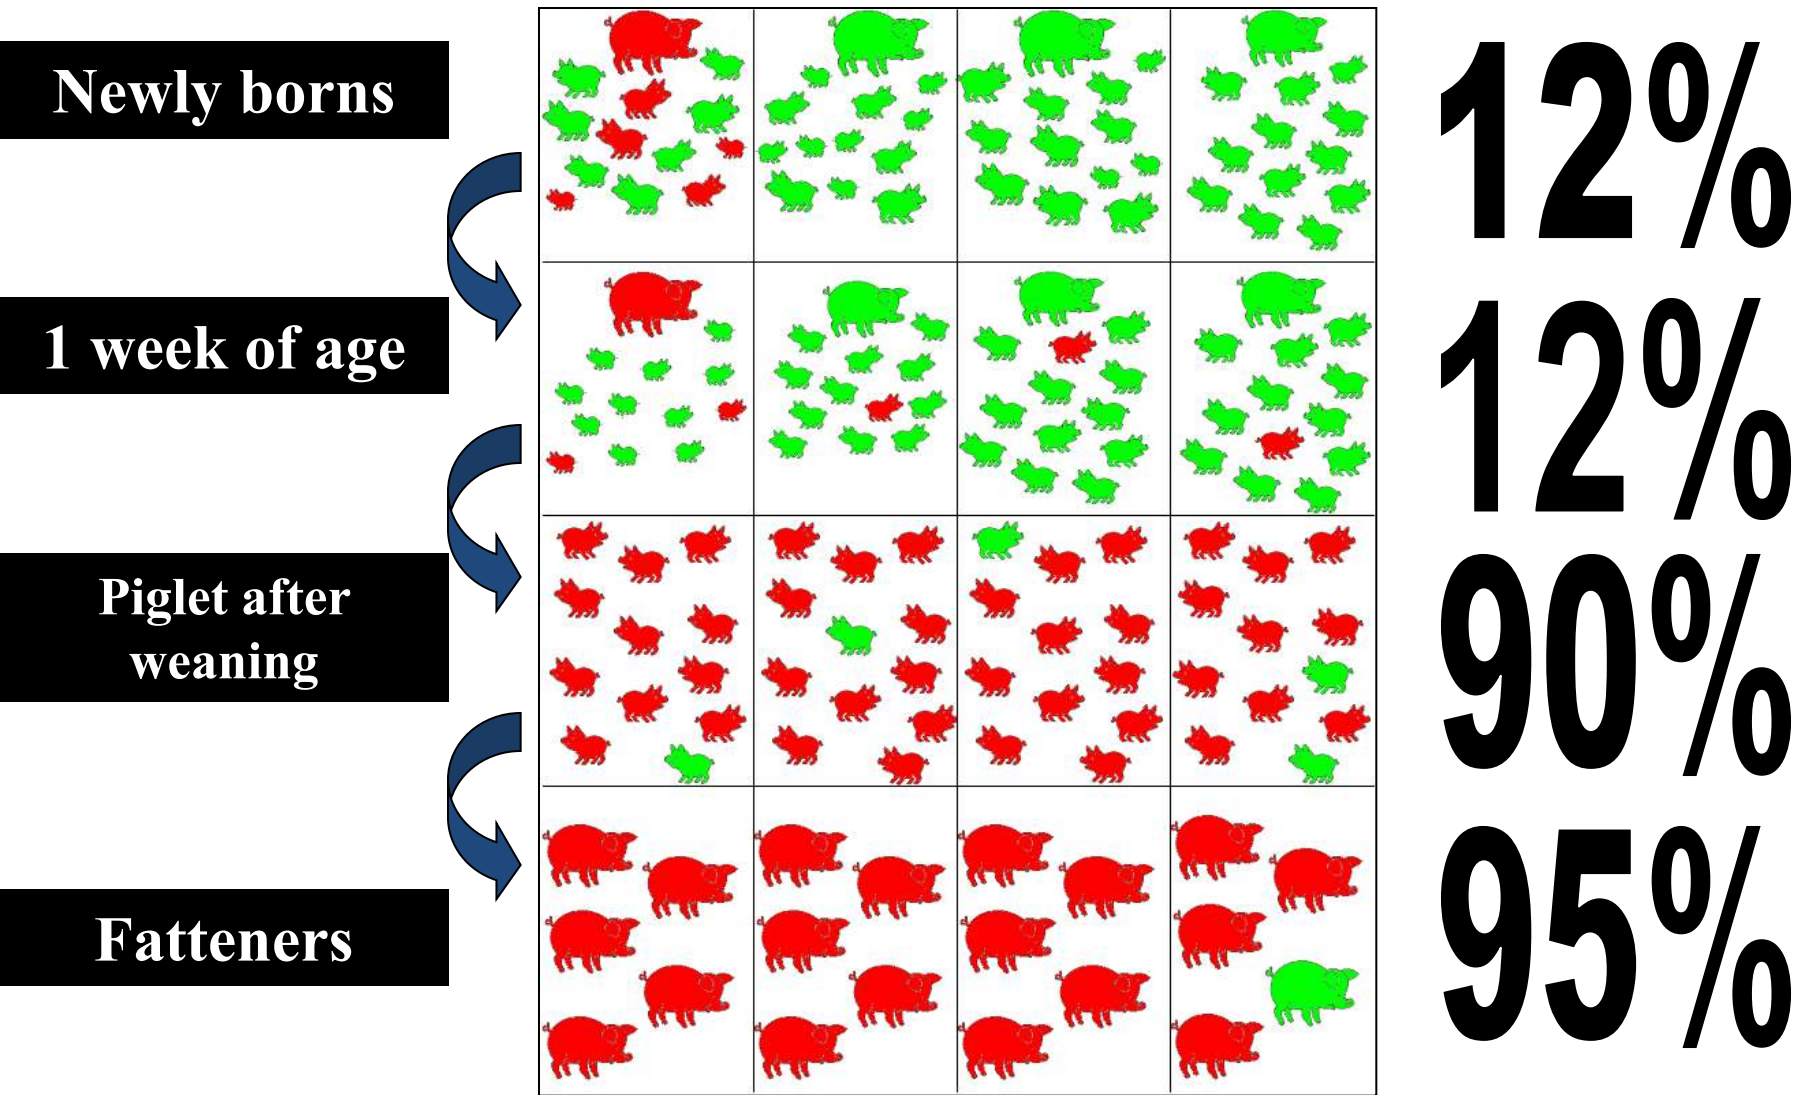 Newly borns
12%
1 week of age
12%
Piglet after
weaning
90%
Fatteners
95%